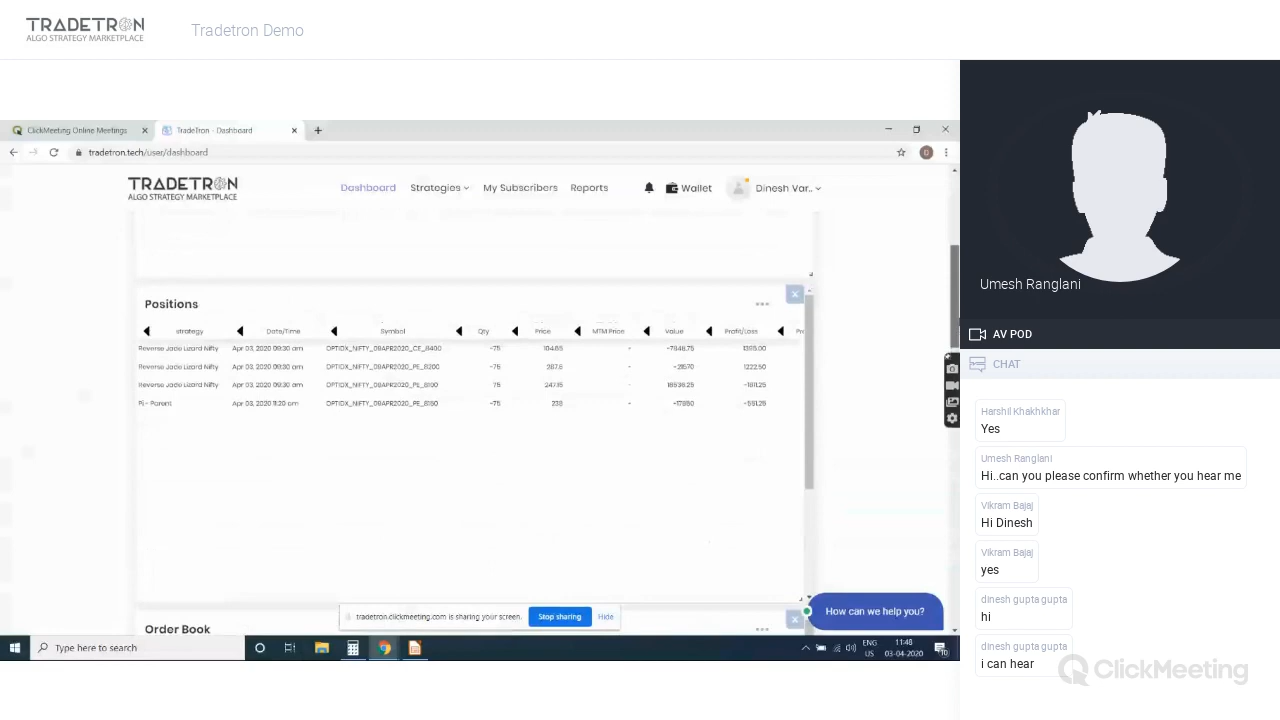 TRADETRON
ALGO STRATEGY MARKETPLACE
Tradetron Demo
ClickMeeting Online Meetings
TradeTron - Dashboard
tradetron.tech/user/dashboard
TRADETRON
ALGO STRATEGY MARKETPLACE
Dashboard Strategies My Subscribers Reports Wallet Dinesh Var..
Positions
strategy Date/Time Symbol Qty Price MTM Price Value Profit/Loss
Reverse Jade Lizard Nifty Apr 03, 2020 09:30 am OPTIDX_NIFTY_09APR2020_CE_8400 -75 104.65 - -7848.75 1395.00
Reverse Jade Lizard Nifty Apr 03, 2020 09:30 am OPTIDX_NIFTY_09APR2020_PE_8200 -75 287.6 - -21570 1222.50
Reverse Jade Lizard Nifty Apr 03, 2020 09:30 am OPTIDX_NIFTY_09APR2020_PE_8100 75 247.15 - 18536.25 -1811.25
Pi - Parent Apr 03, 2020 11:20 am OPTIDX_NIFTY_09APR2020_PE_8150 -75 238 - -17850 -551.25
Order Book
tradetron.clickmeeting.com is sharing your screen.
Stop sharing
Hide
How can we help you?
Type here to search
ENG
US
11:48
03-04-2020
Umesh Ranglani
AV POD
CHAT
Harshil Khakhkhar
Yes
Umesh Ranglani
Hi..can you please confirm whether you hear me
Vikram Bajaj
Hi Dinesh
Vikram Bajaj
yes
dinesh gupta gupta
hi
dinesh gupta gupta
i can hear
ClickMeeting